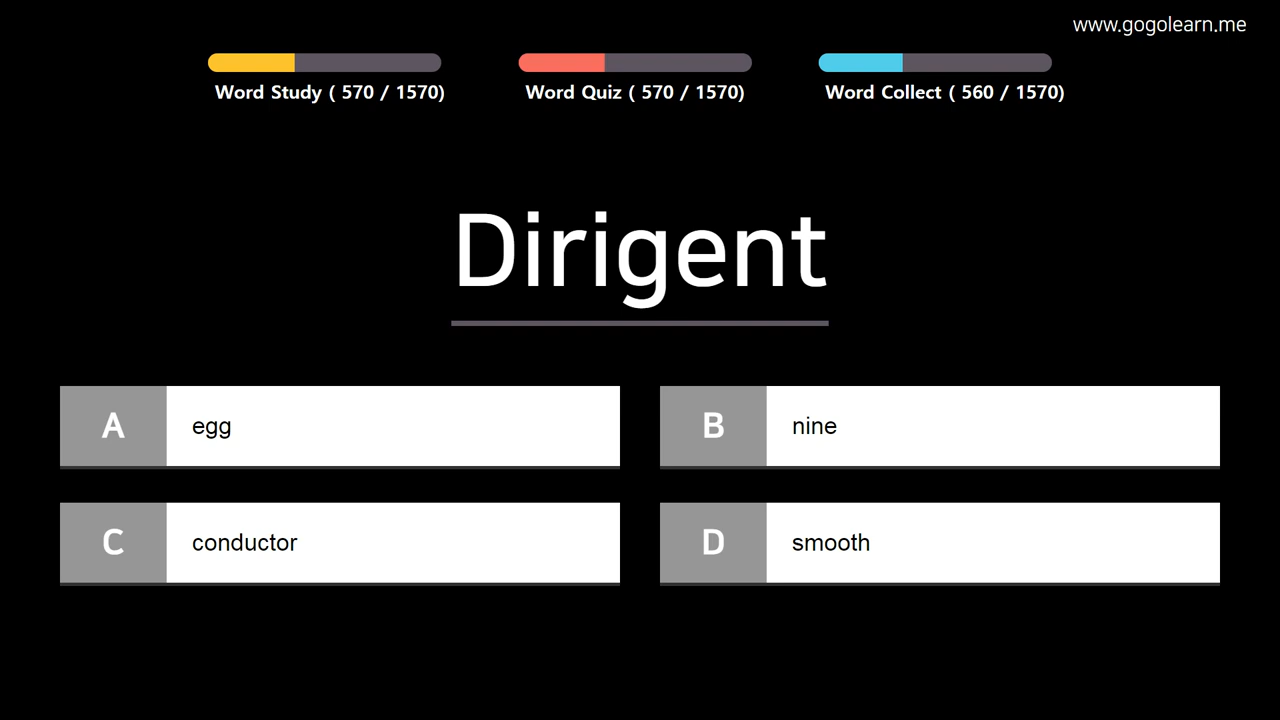 www.gogolearn.me
Word Study ( 570 / 1570)
Word Quiz ( 570 / 1570)
Word Collect ( 560 / 1570)
Dirigent
A egg
B nine
C conductor
D smooth